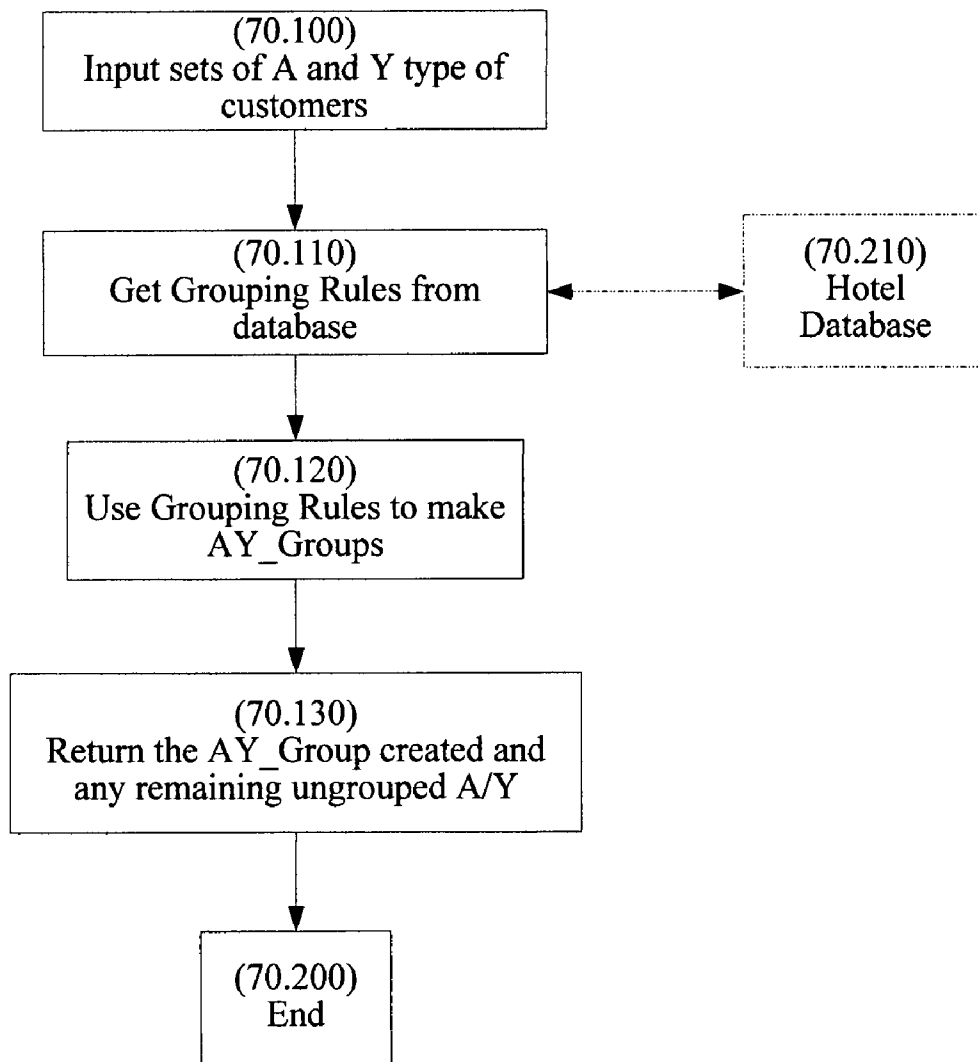 (70.100)
Input sets of A and Y type of
customers
(70.110)
Get Grouping Rules from
database
(70.210)
Hotel
Database
(70.120)
Use Grouping Rules to make
AY_Groups
(70.130)
Return the AY_Group created and
any remaining ungrouped A/Y
(70.200)
End